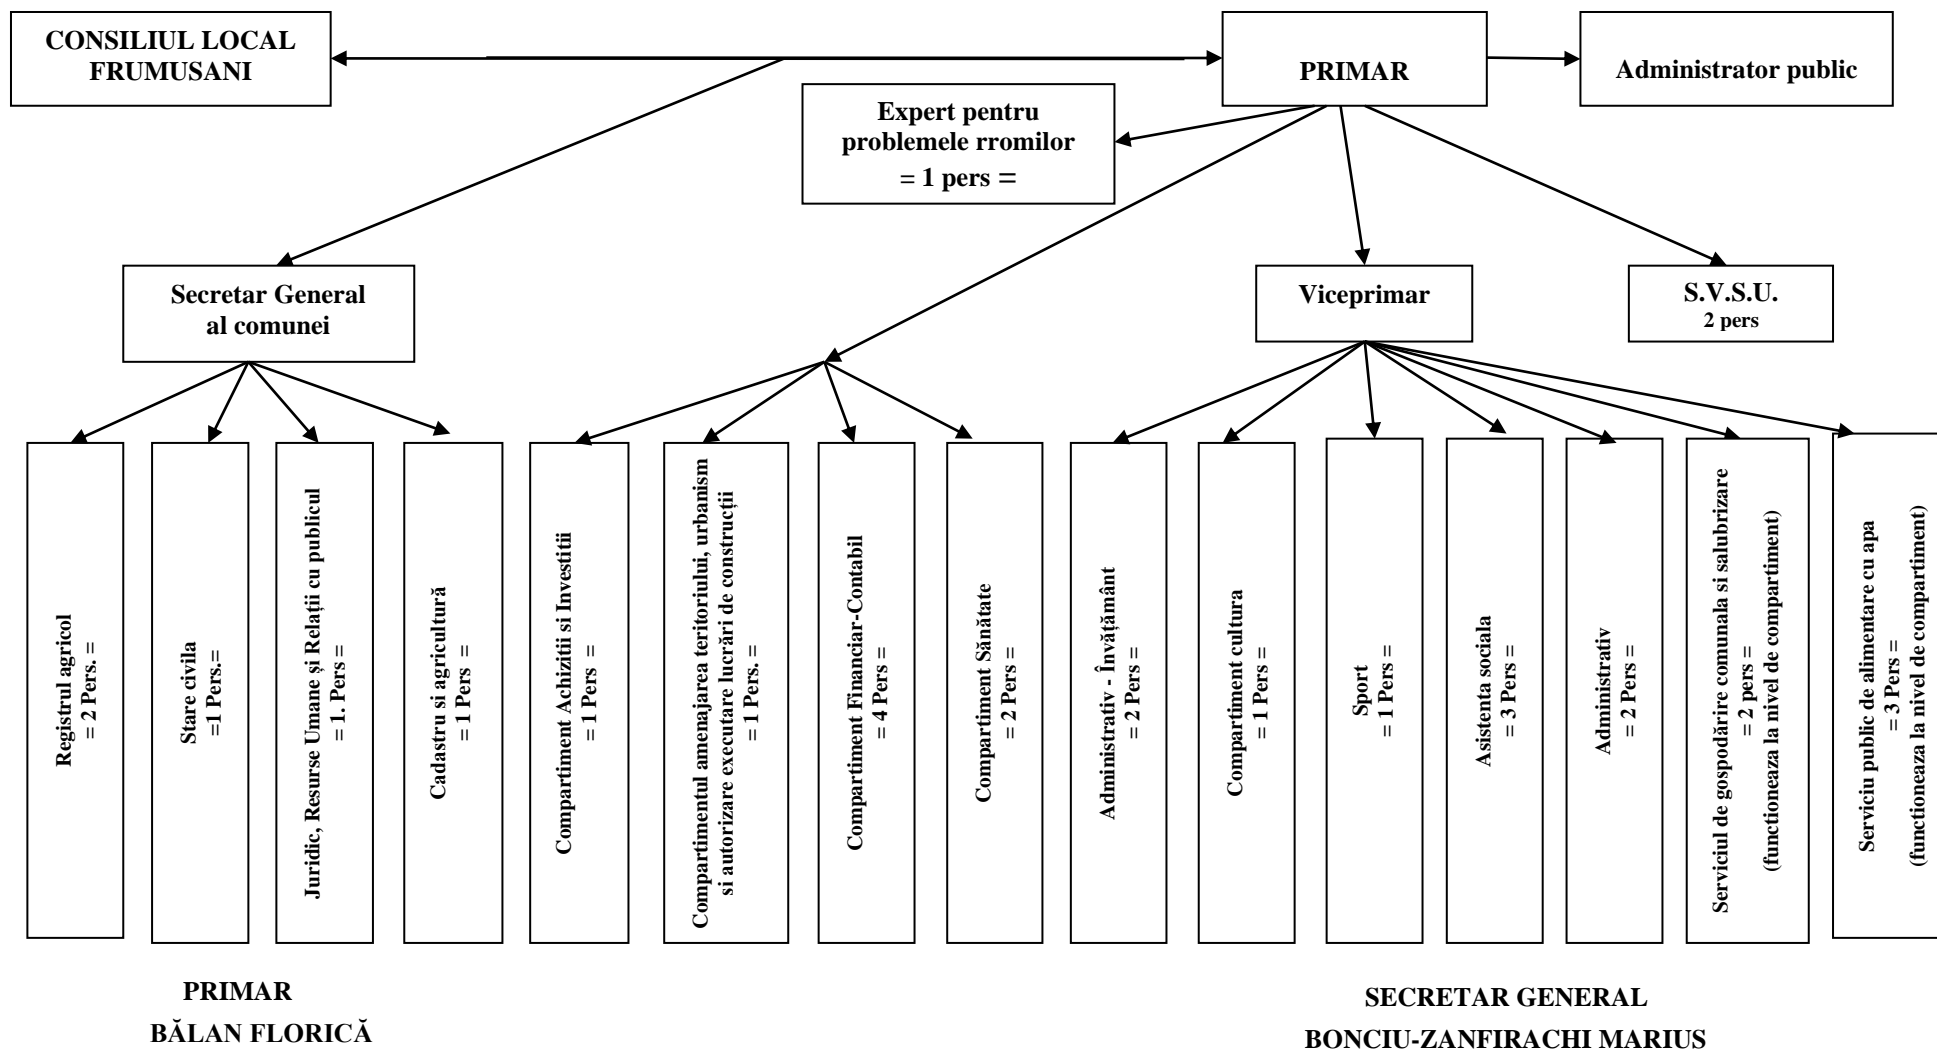 CONSILIUL LOCAL
FRUMUSANI
PRIMAR
Administrator public
Expert pentru
problemele rromilor
= 1 pers =
Secretar General
al comunei
Viceprimar
S.V.S.U.
2 pers
Registrul agricol
= 2 Pers. =
Stare civila
=1 Pers.=
Juridic, Resurse Umane și Relații cu publicul
= 1. Pers =
Cadastru si agricultură
= 1 Pers =
Compartiment Achizitii si Investitii
= 1 Pers =
Compartimentul amenajarea teritoriului, urbanism
si autorizare executare lucrări de construcții
= 1 Pers. =
Compartiment Financiar-Contabil
= 4 Pers =
Compartiment Sănătate
= 2 Pers =
Administrativ - Învățământ
= 2 Pers =
Compartiment cultura
= 1 Pers =
Sport
= 1 Pers =
Asistenta sociala
= 3 Pers =
Administrativ
= 2 Pers =
Serviciul de gospodărire comunala si salubrizare
= 2 pers =
(functioneaza la nivel de compartiment)
Serviciu public de alimentare cu apa
= 3 Pers =
(functioneaza la nivel de compartiment)
PRIMAR
BĂLAN FLORICĂ
SECRETAR GENERAL
BONCIU-ZANFIRACHI MARIUS